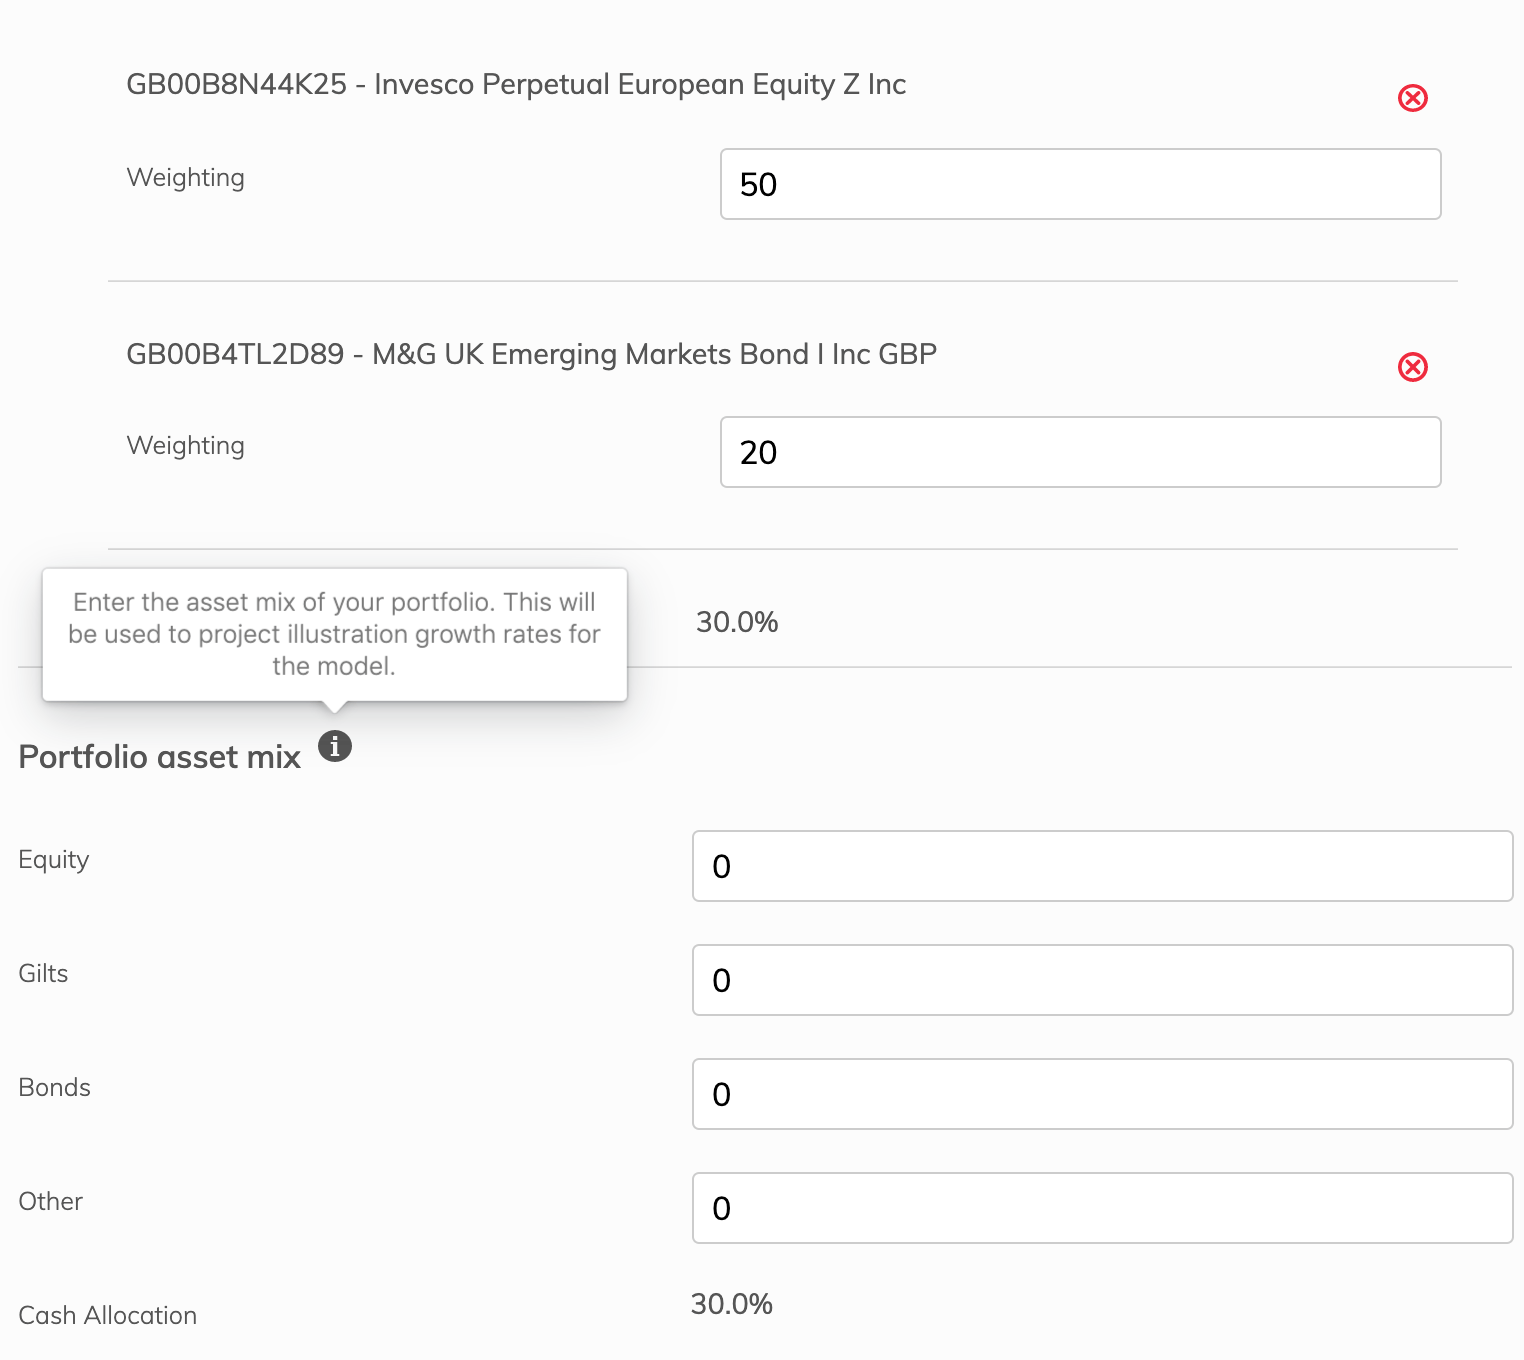 GB00B8N44K25 - Invesco Perpetual European Equity Z Inc
Weighting
50
GB00B4TL2D89 - M&G UK Emerging Markets Bond I Inc GBP
Weighting
20
Enter the asset mix of your portfolio. This will
be used to project illustration growth rates for
the model.
30.0%
Portfolio asset mix
Equity
0
Gilts
0
Bonds
0
Other
0
Cash Allocation
30.0%